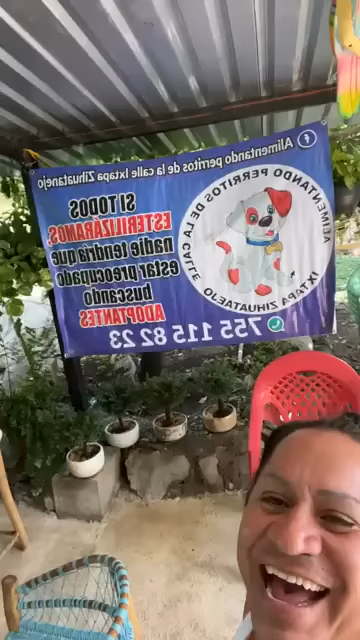 Alimentando perritos de la calle Ixtapa Zihuatanejo
SI TODOS
ESTERILIZÁRAMOS,
nadie tendría que
estar preocupado
buscando
ADOPTANTES
ALIMENTANDO PERRITOS DE LA CALLE
IXTAPA ZIHUATANEJO
755 115 82 23